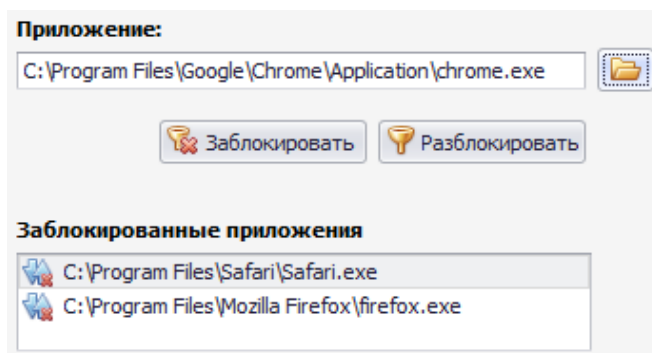 Приложение:
C:\Program Files\Google\Chrome\Application\chrome.exe
Заблокировать Разблокировать
Заблокированные приложения
C:\Program Files\Safari\Safari.exe
C:\Program Files\Mozilla Firefox\firefox.exe